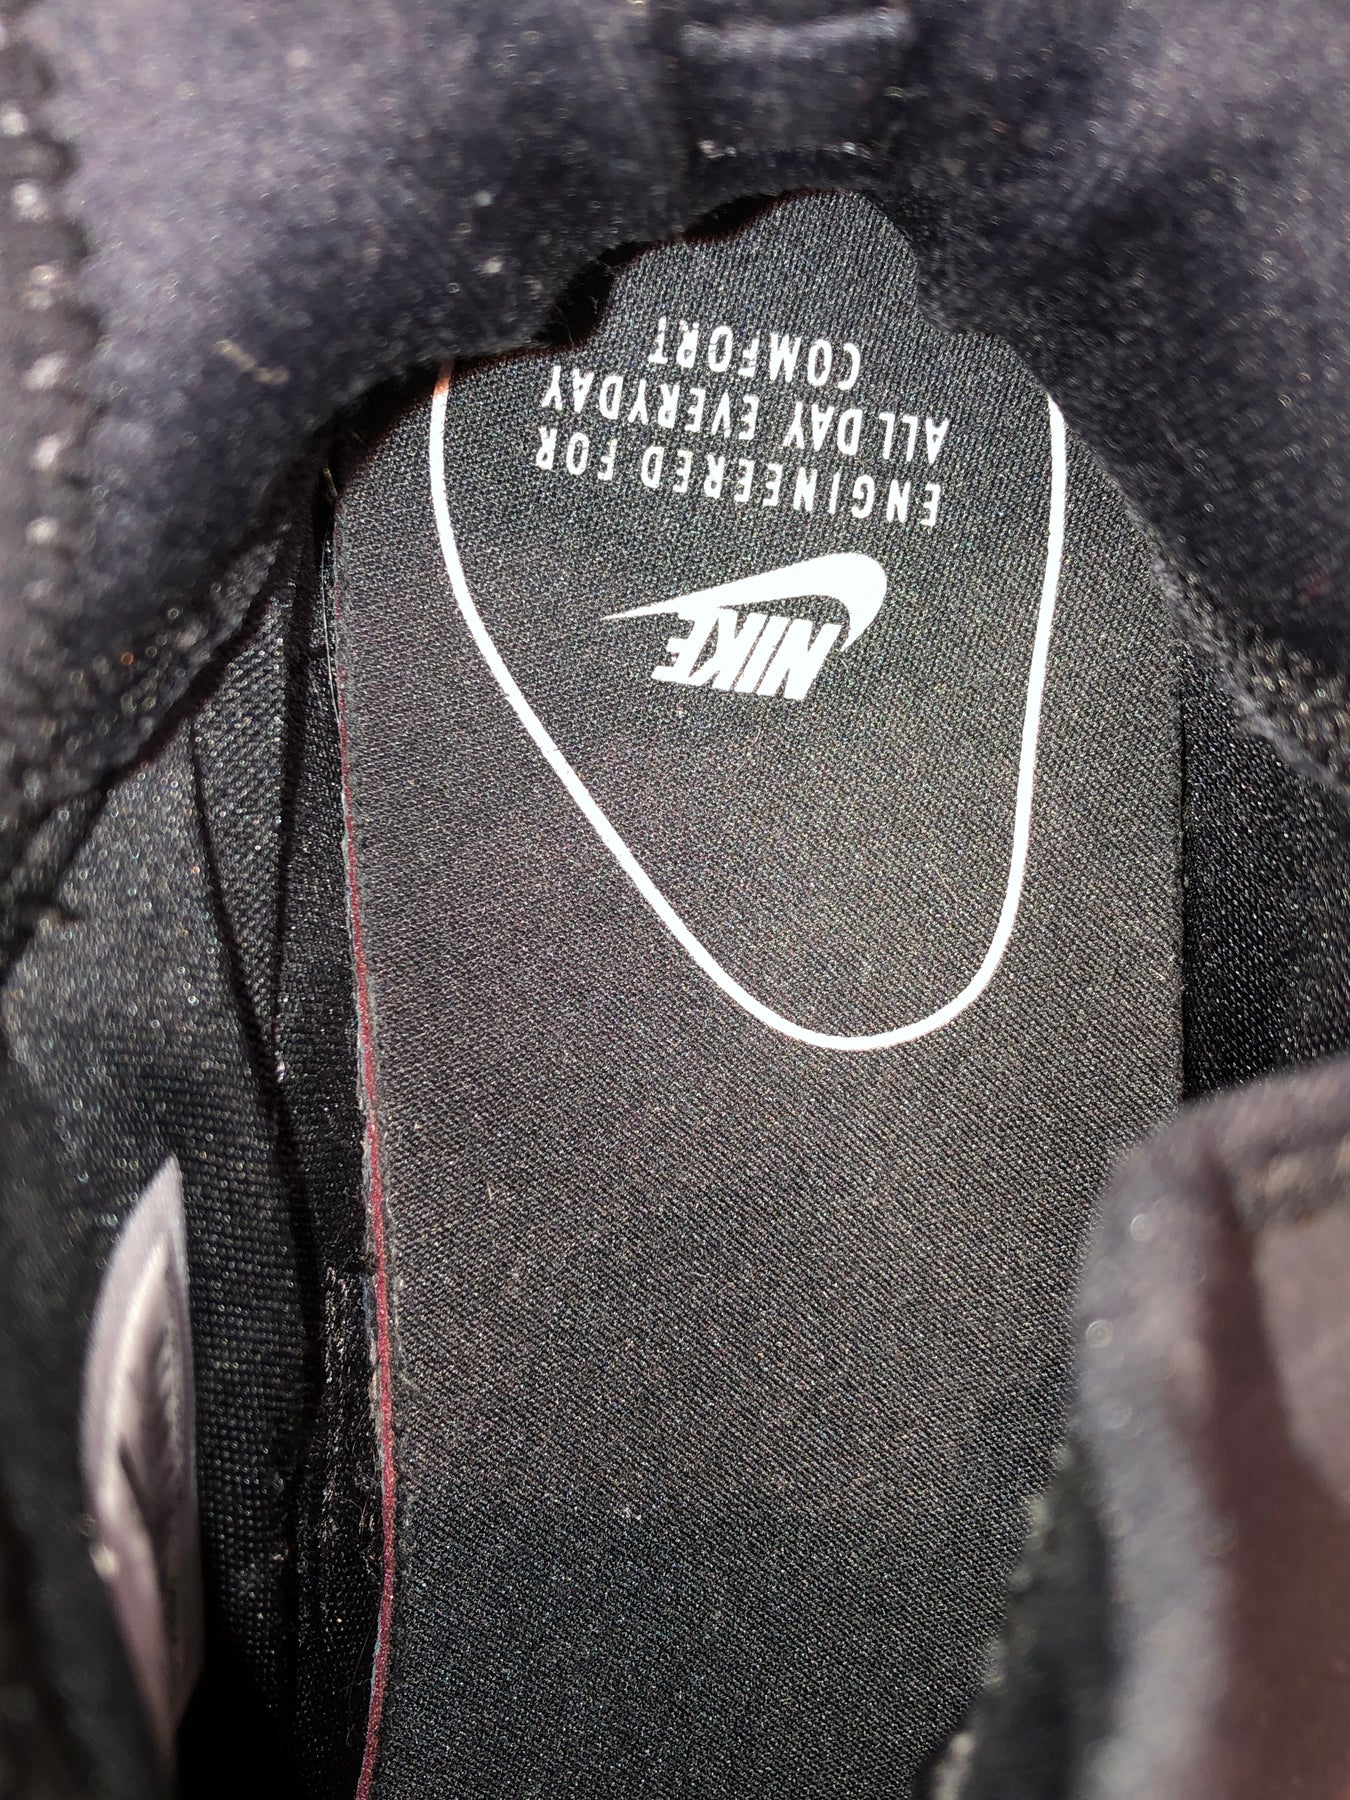 NIKE
ENGINEERED FOR
ALL DAY EVERYDAY
COMFORT